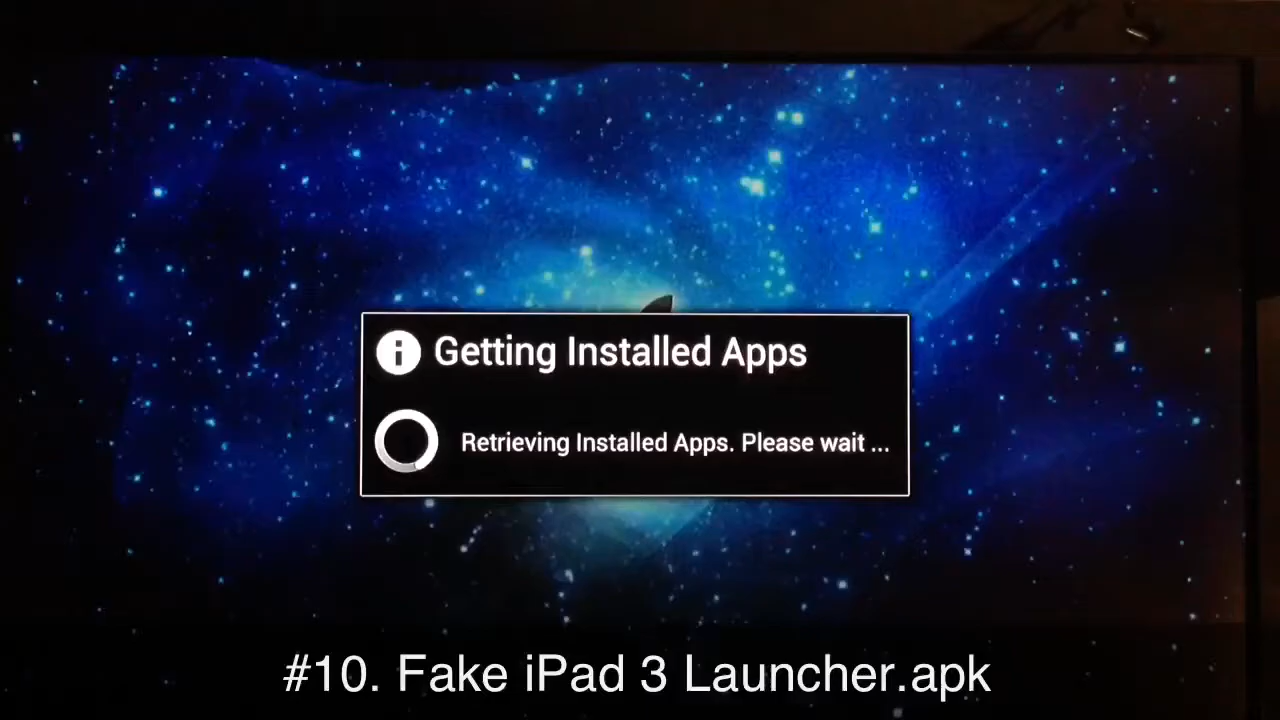 Getting Installed Apps
Retrieving Installed Apps. Please wait ...
#10. Fake iPad 3 Launcher.apk